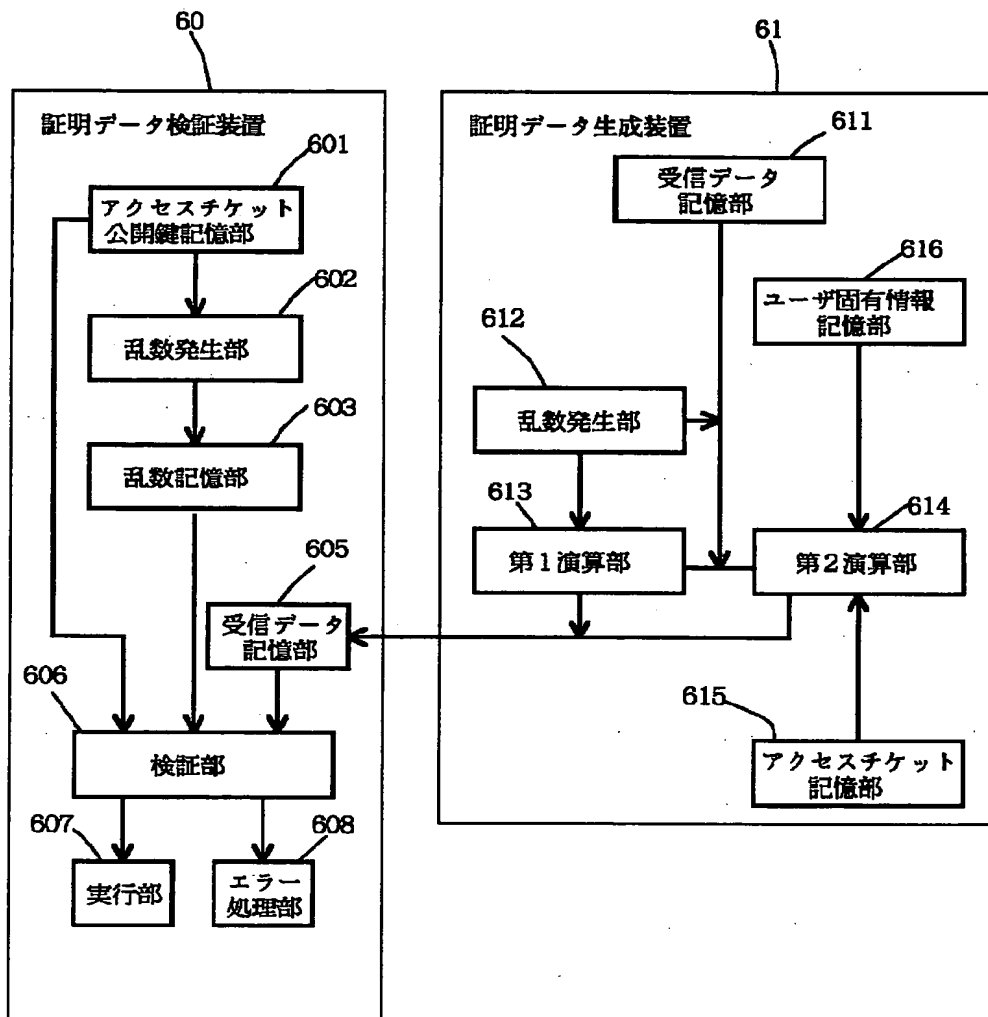 60
証明データ検証装置
601
アクセスチケット
公開鍵記憶部
602
乱数発生部
603
乱数記憶部
605
受信データ
記憶部
606
検証部
607
実行部
608
エラー
処理部
61
証明データ生成装置
611
受信データ
記憶部
616
ユーザ固有情報
記憶部
612
乱数発生部
613
第1演算部
614
第2演算部
615
アクセスチケット
記憶部